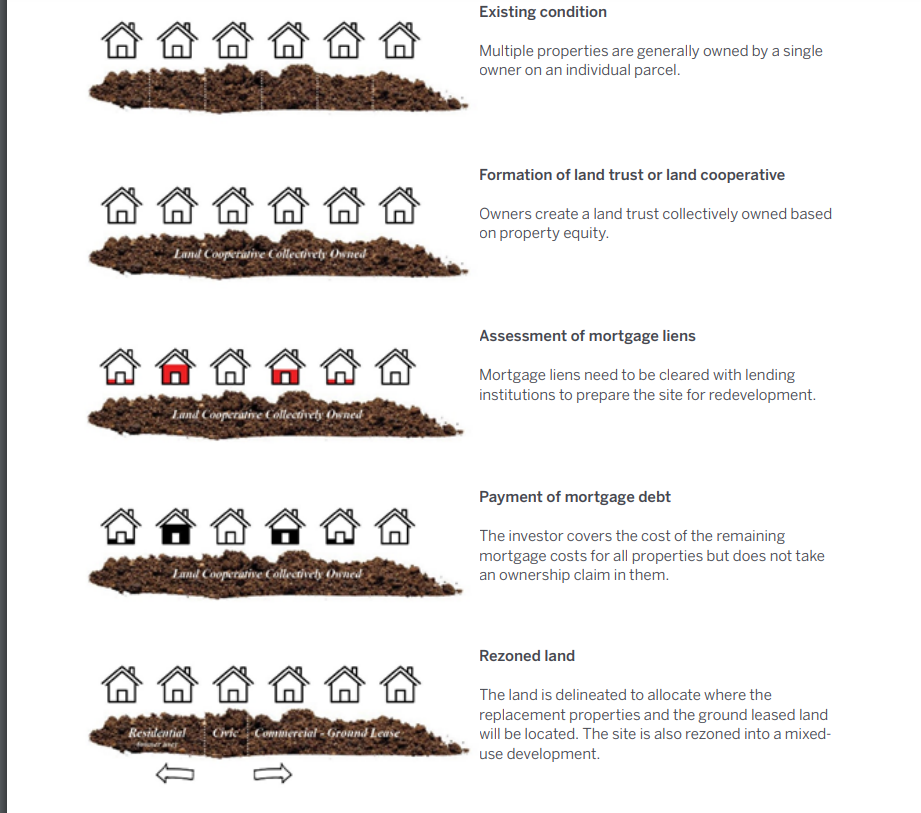 Existing condition
Multiple properties are generally owned by a single
owner on an individual parcel.
Formation of land trust or land cooperative
Owners create a land trust collectively owned based
on property equity.
Land Cooperative Collectively Owned
Assessment of mortgage liens
Mortgage liens need to be cleared with lending
institutions to prepare the site for redevelopment.
Land Cooperative Collectively Owned
Payment of mortgage debt
The investor covers the cost of the remaining
mortgage costs for all properties but does not take
an ownership claim in them.
Land Cooperative Collectively Owned
Rezoned land
The land is delineated to allocate where the
replacement properties and the ground leased land
will be located. The site is also rezoned into a mixed-
use development.
Residential Civic Commercial - Ground Lease